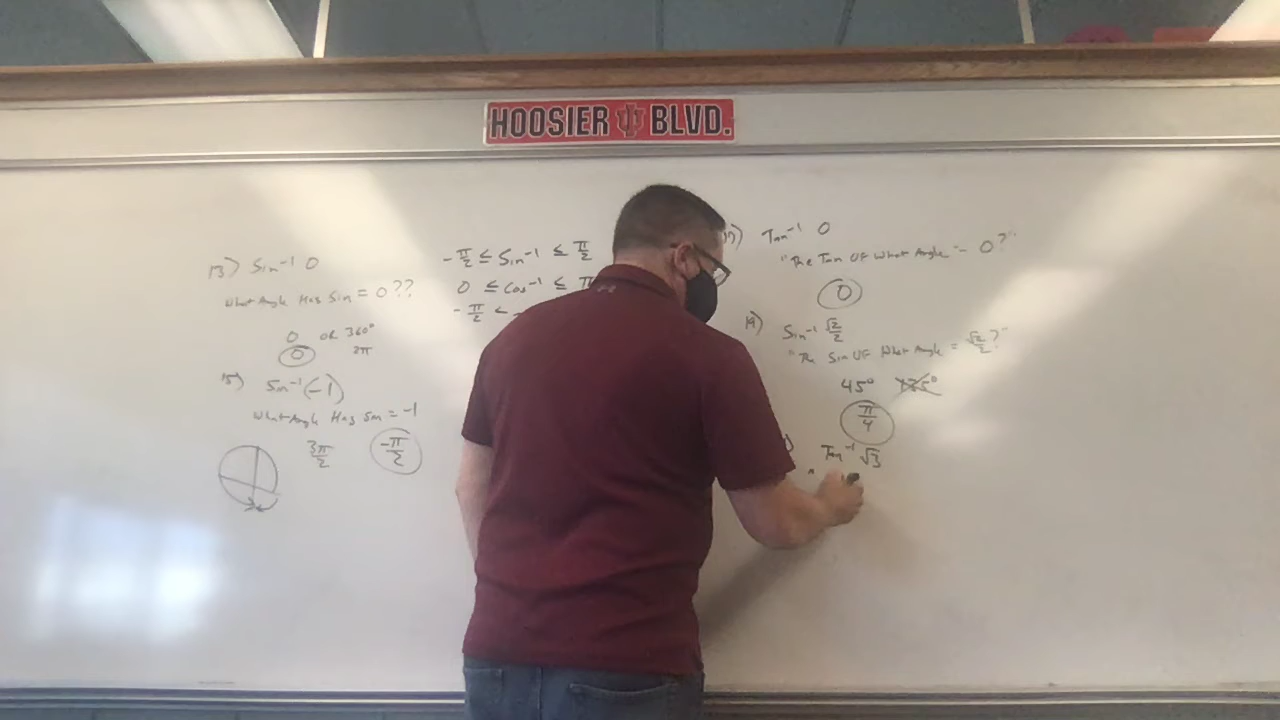 HOOSIER BLVD.
13) Sin⁻¹ 0
What Angle Has Sin = 0??
0 or 360°
0 2π
15) Sin⁻¹(-1)
What Angle Has Sin = -1
3π/2 -π/2
-π/2 ≤ Sin⁻¹ ≤ π/2
0 ≤ Cos⁻¹ ≤ π
-π/2 <
17) Tan⁻¹ 0
"The Tan OF What Angle = 0?"
0
19) Sin⁻¹ √2/2
"The Sin OF What Angle = √2/2?"
45°
π/4
Tan⁻¹ √3
"